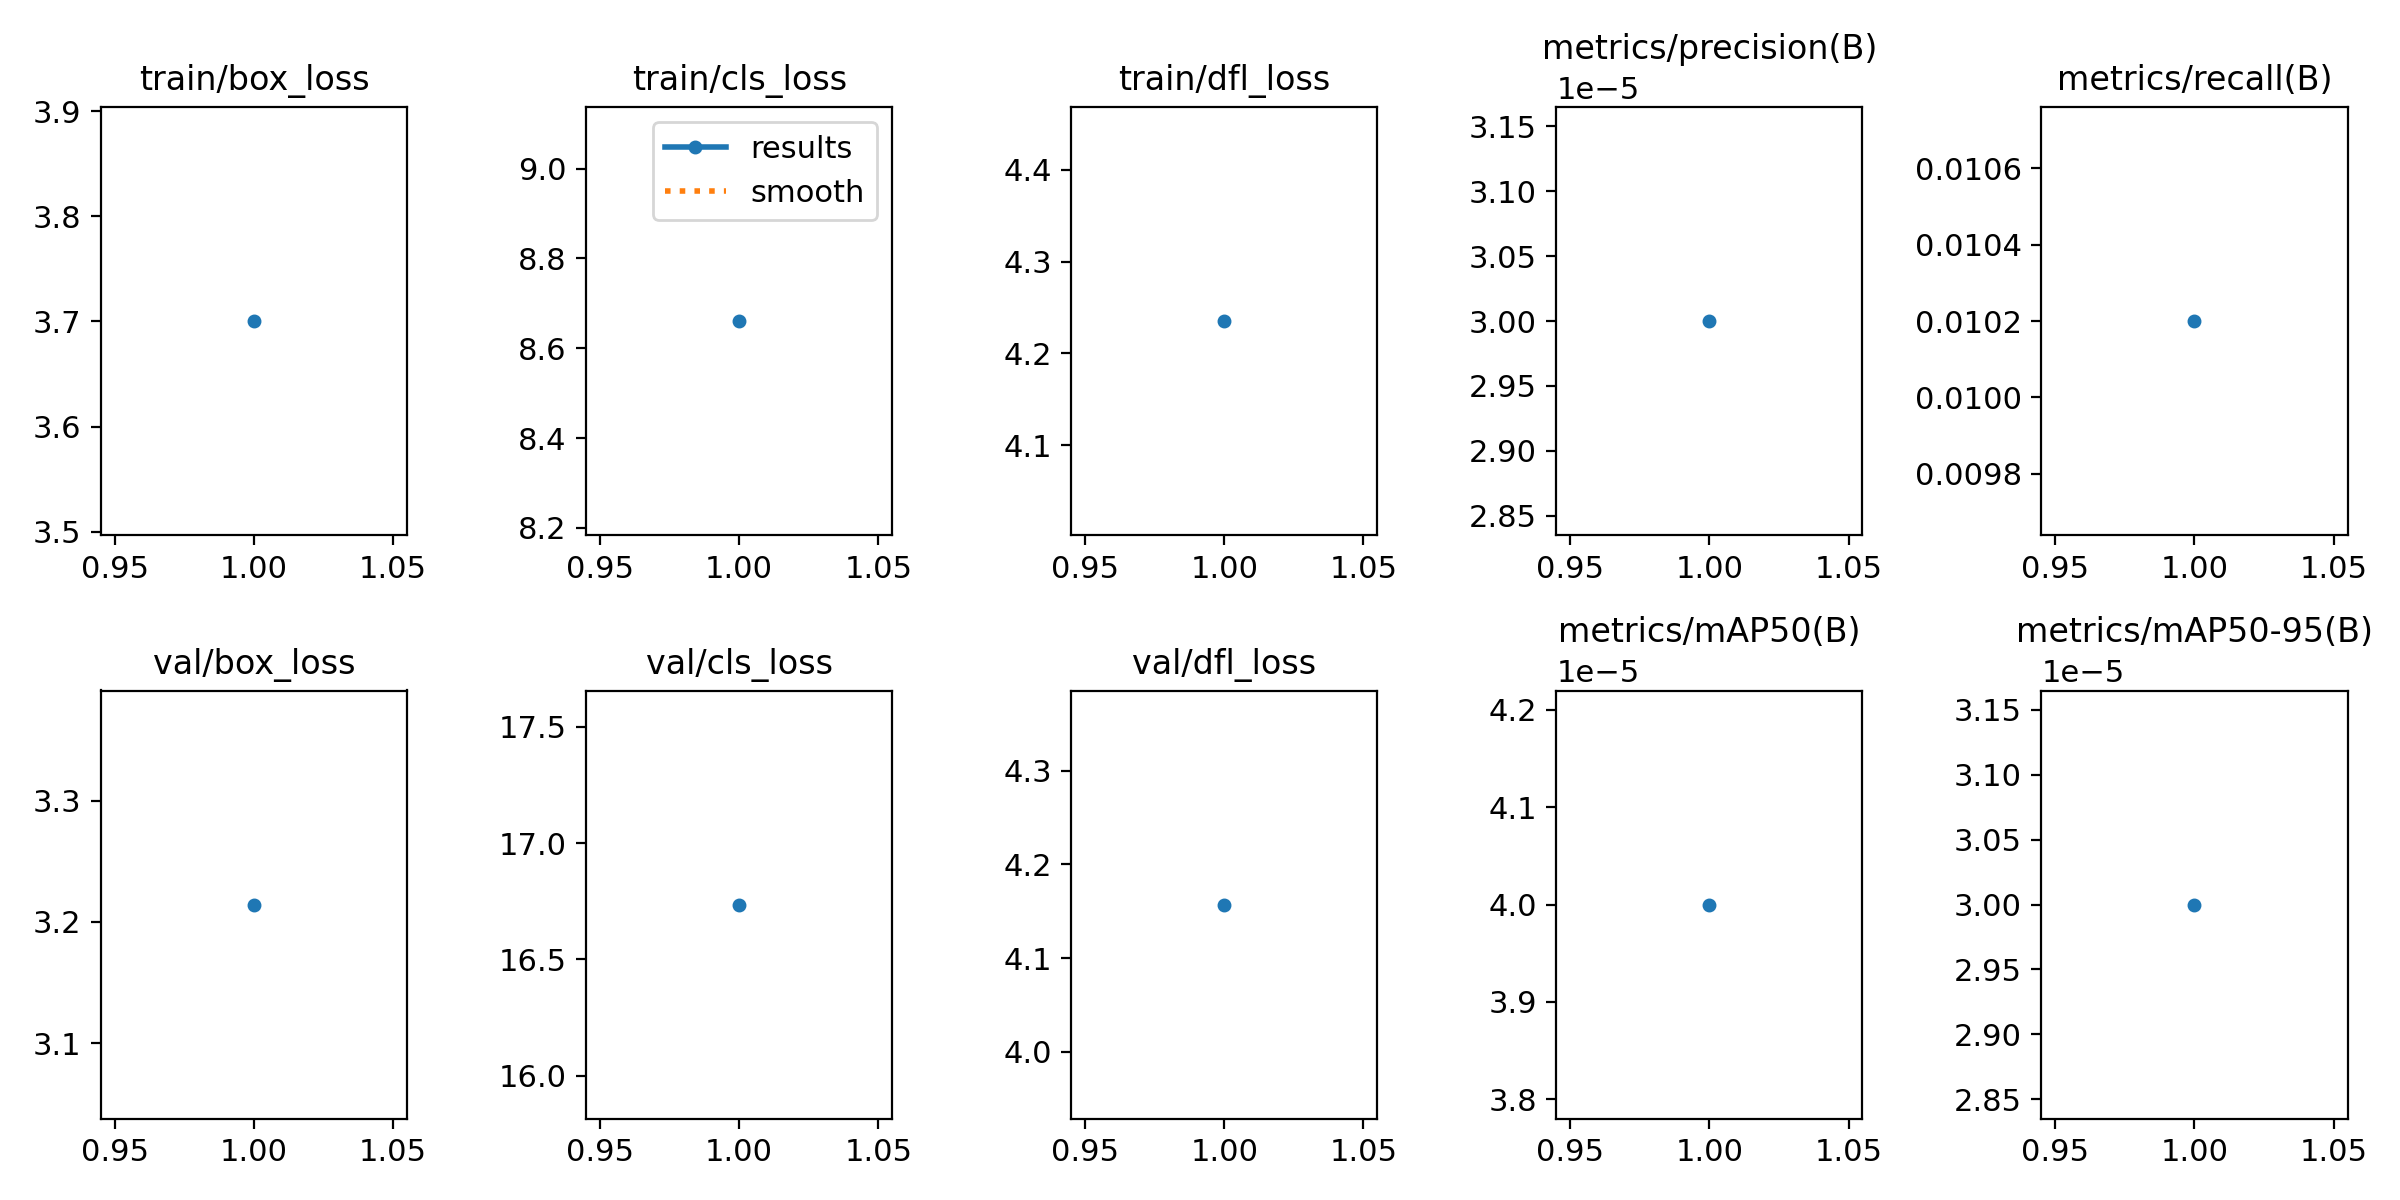 train/box_loss
3.9
3.8
3.7
3.6
3.5
0.95 1.00 1.05
train/cls_loss
results
smooth
9.0
8.8
8.6
8.4
8.2
0.95 1.00 1.05
train/dfl_loss
4.4
4.3
4.2
4.1
0.95 1.00 1.05
metrics/precision(B)
1e−5
3.15
3.10
3.05
3.00
2.95
2.90
2.85
0.95 1.00 1.05
metrics/recall(B)
0.0106
0.0104
0.0102
0.0100
0.0098
0.95 1.00 1.05
val/box_loss
3.3
3.2
3.1
0.95 1.00 1.05
val/cls_loss
17.5
17.0
16.5
16.0
0.95 1.00 1.05
val/dfl_loss
4.3
4.2
4.1
4.0
0.95 1.00 1.05
metrics/mAP50(B)
1e−5
4.2
4.1
4.0
3.9
3.8
0.95 1.00 1.05
metrics/mAP50-95(B)
1e−5
3.15
3.10
3.05
3.00
2.95
2.90
2.85
0.95 1.00 1.05